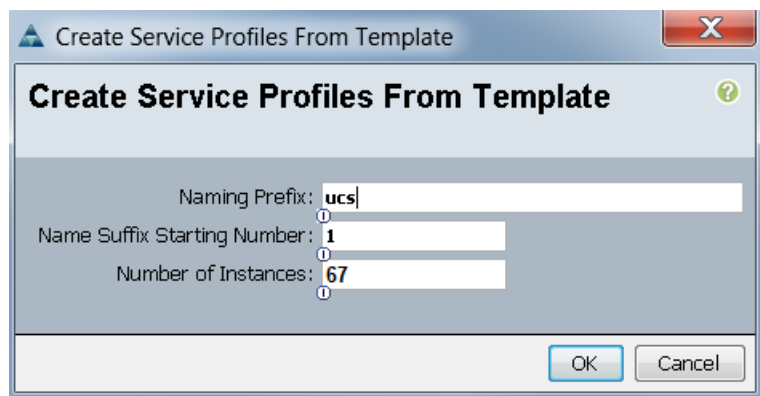 Create Service Profiles From Template
Create Service Profiles From Template
Naming Prefix: ucs
Name Suffix Starting Number: 1
Number of Instances: 67
OK Cancel